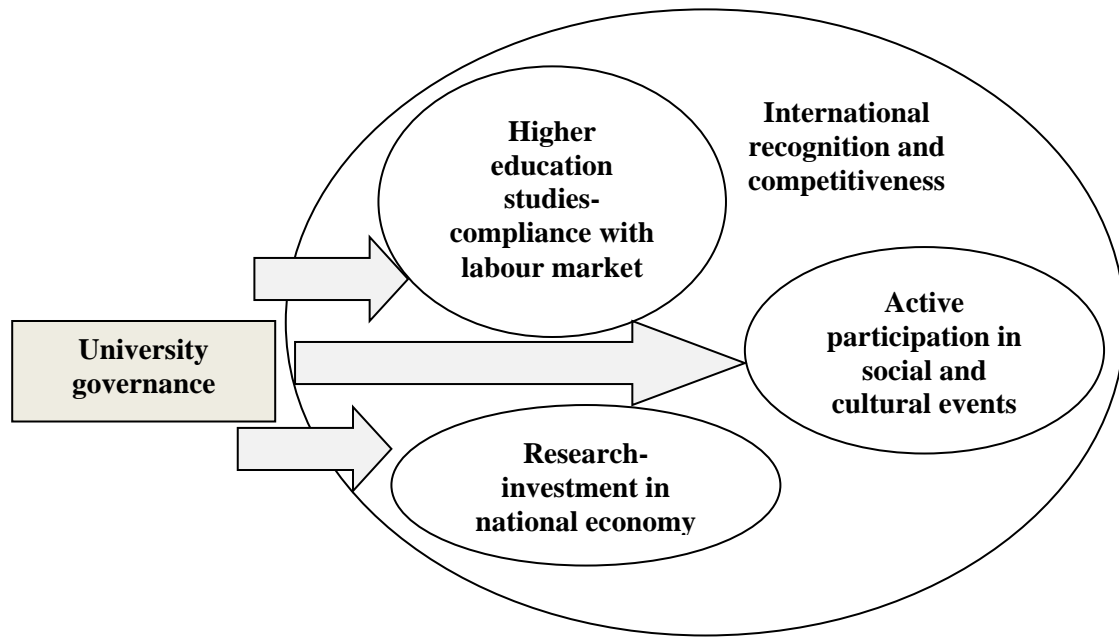 Higher
education
studies-
compliance with
labour market
International
recognition and
competitiveness
University
governance
Active
participation in
social and
cultural events
Research-
investment in
national economy